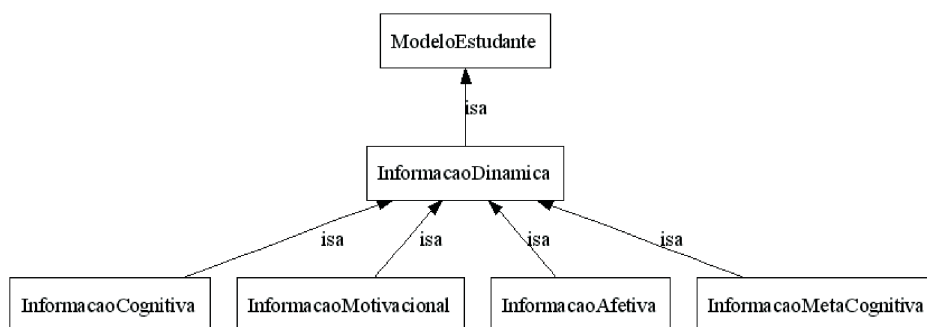 ModeloEstudante
isa
InformacaoDinamica
isa
isa
isa
isa
InformacaoCognitiva
InformacaoMotivacional
InformacaoAfetiva
InformacaoMetaCognitiva